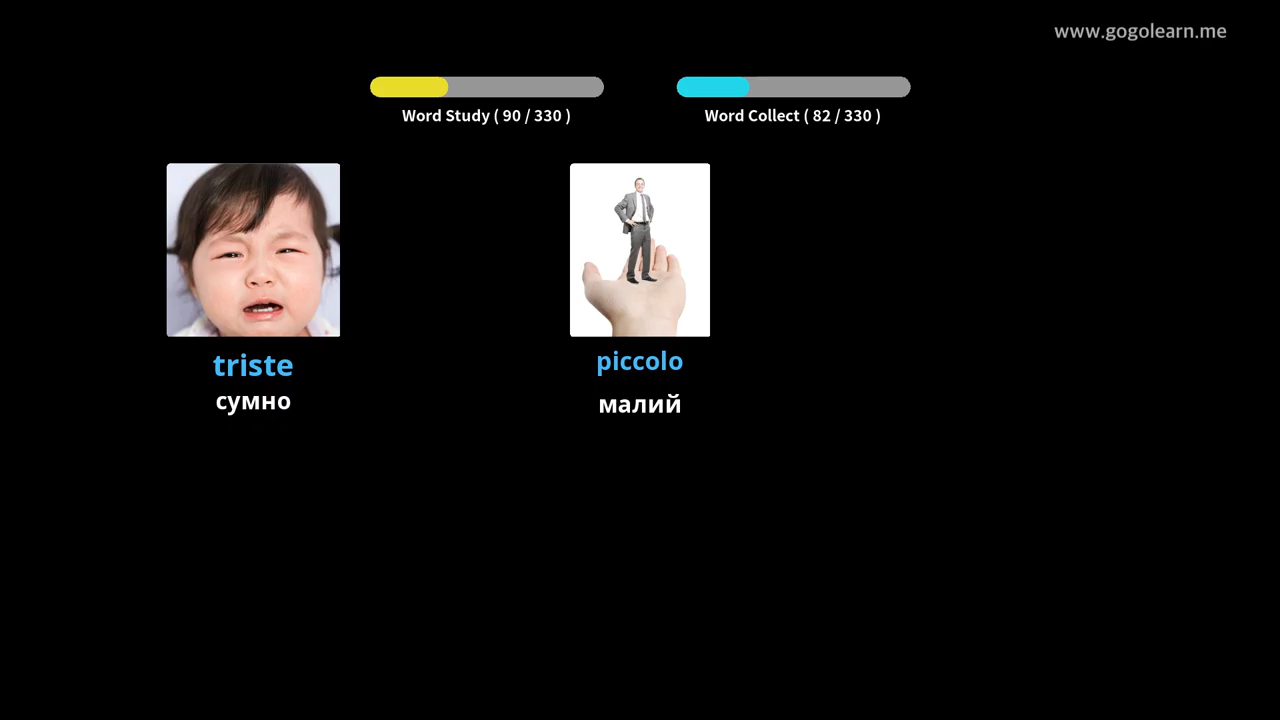 www.gogolearn.me
Word Study ( 90 / 330 )
Word Collect ( 82 / 330 )
triste
сумно
piccolo
малий